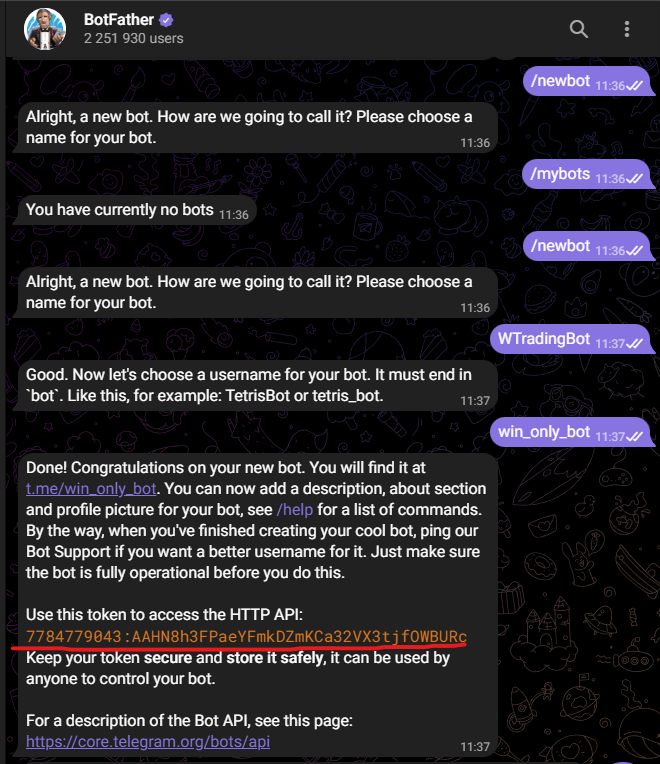 BotFather
2 251 930 users
/newbot 11:36
Alright, a new bot. How are we going to call it? Please choose a
name for your bot.
11:36
/mybots 11:36
You have currently no bots 11:36
/newbot 11:36
Alright, a new bot. How are we going to call it? Please choose a
name for your bot.
11:36
WTradingBot 11:37
Good. Now let's choose a username for your bot. It must end in
`bot`. Like this, for example: TetrisBot or tetris_bot.
11:37
win_only_bot 11:37
Done! Congratulations on your new bot. You will find it at
t.me/win_only_bot. You can now add a description, about section
and profile picture for your bot, see /help for a list of commands.
By the way, when you've finished creating your cool bot, ping our
Bot Support if you want a better username for it. Just make sure
the bot is fully operational before you do this.
Use this token to access the HTTP API:
7784779043:AAHN8h3FPaeYFmkDZmKCa32VX3tjfOWBURc
Keep your token secure and store it safely, it can be used by
anyone to control your bot.
For a description of the Bot API, see this page:
https://core.telegram.org/bots/api
11:37